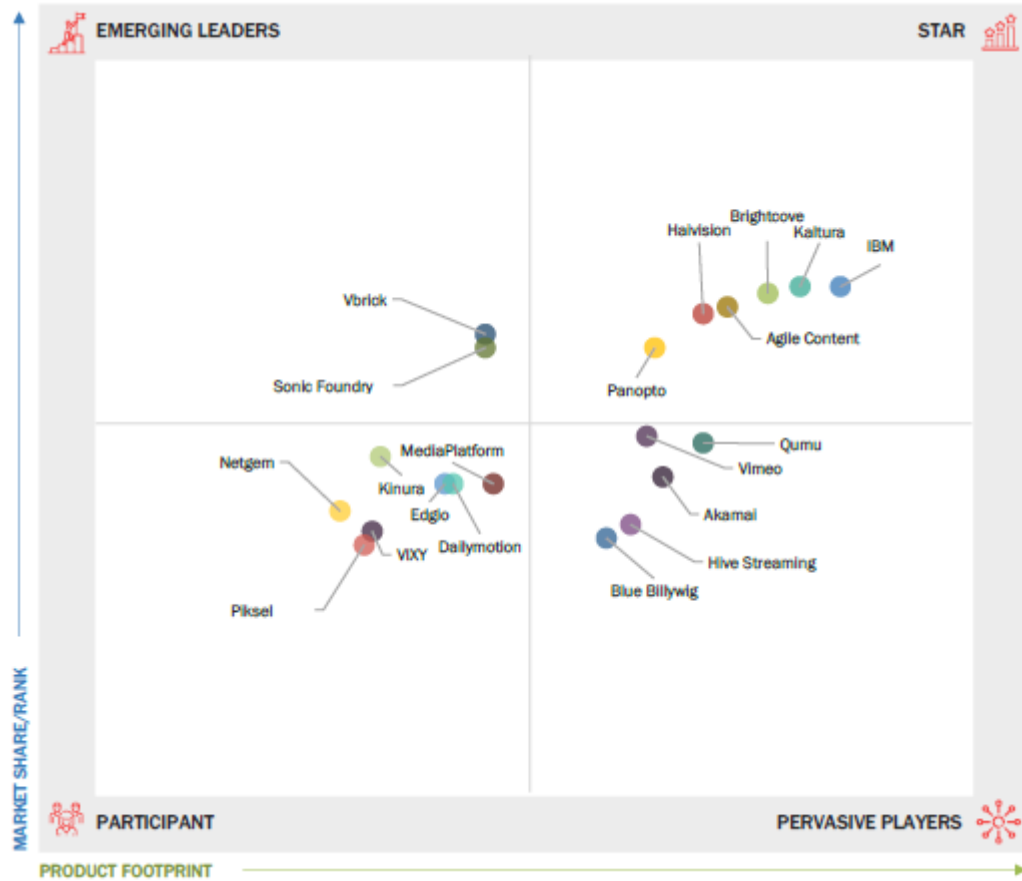 EMERGING LEADERS
STAR
Brightcove
Haivision
Kaltura
IBM
Vbrick
Agile Content
Sonic Foundry
Panopto
MediaPlatform
Qumu
Netgem
Vimeo
Kinura
Edgio
Akamai
Dailymotion
VIXY
Hive Streaming
Blue Billywig
Piksel
MARKET SHARE/RANK
PARTICIPANT
PERVASIVE PLAYERS
PRODUCT FOOTPRINT